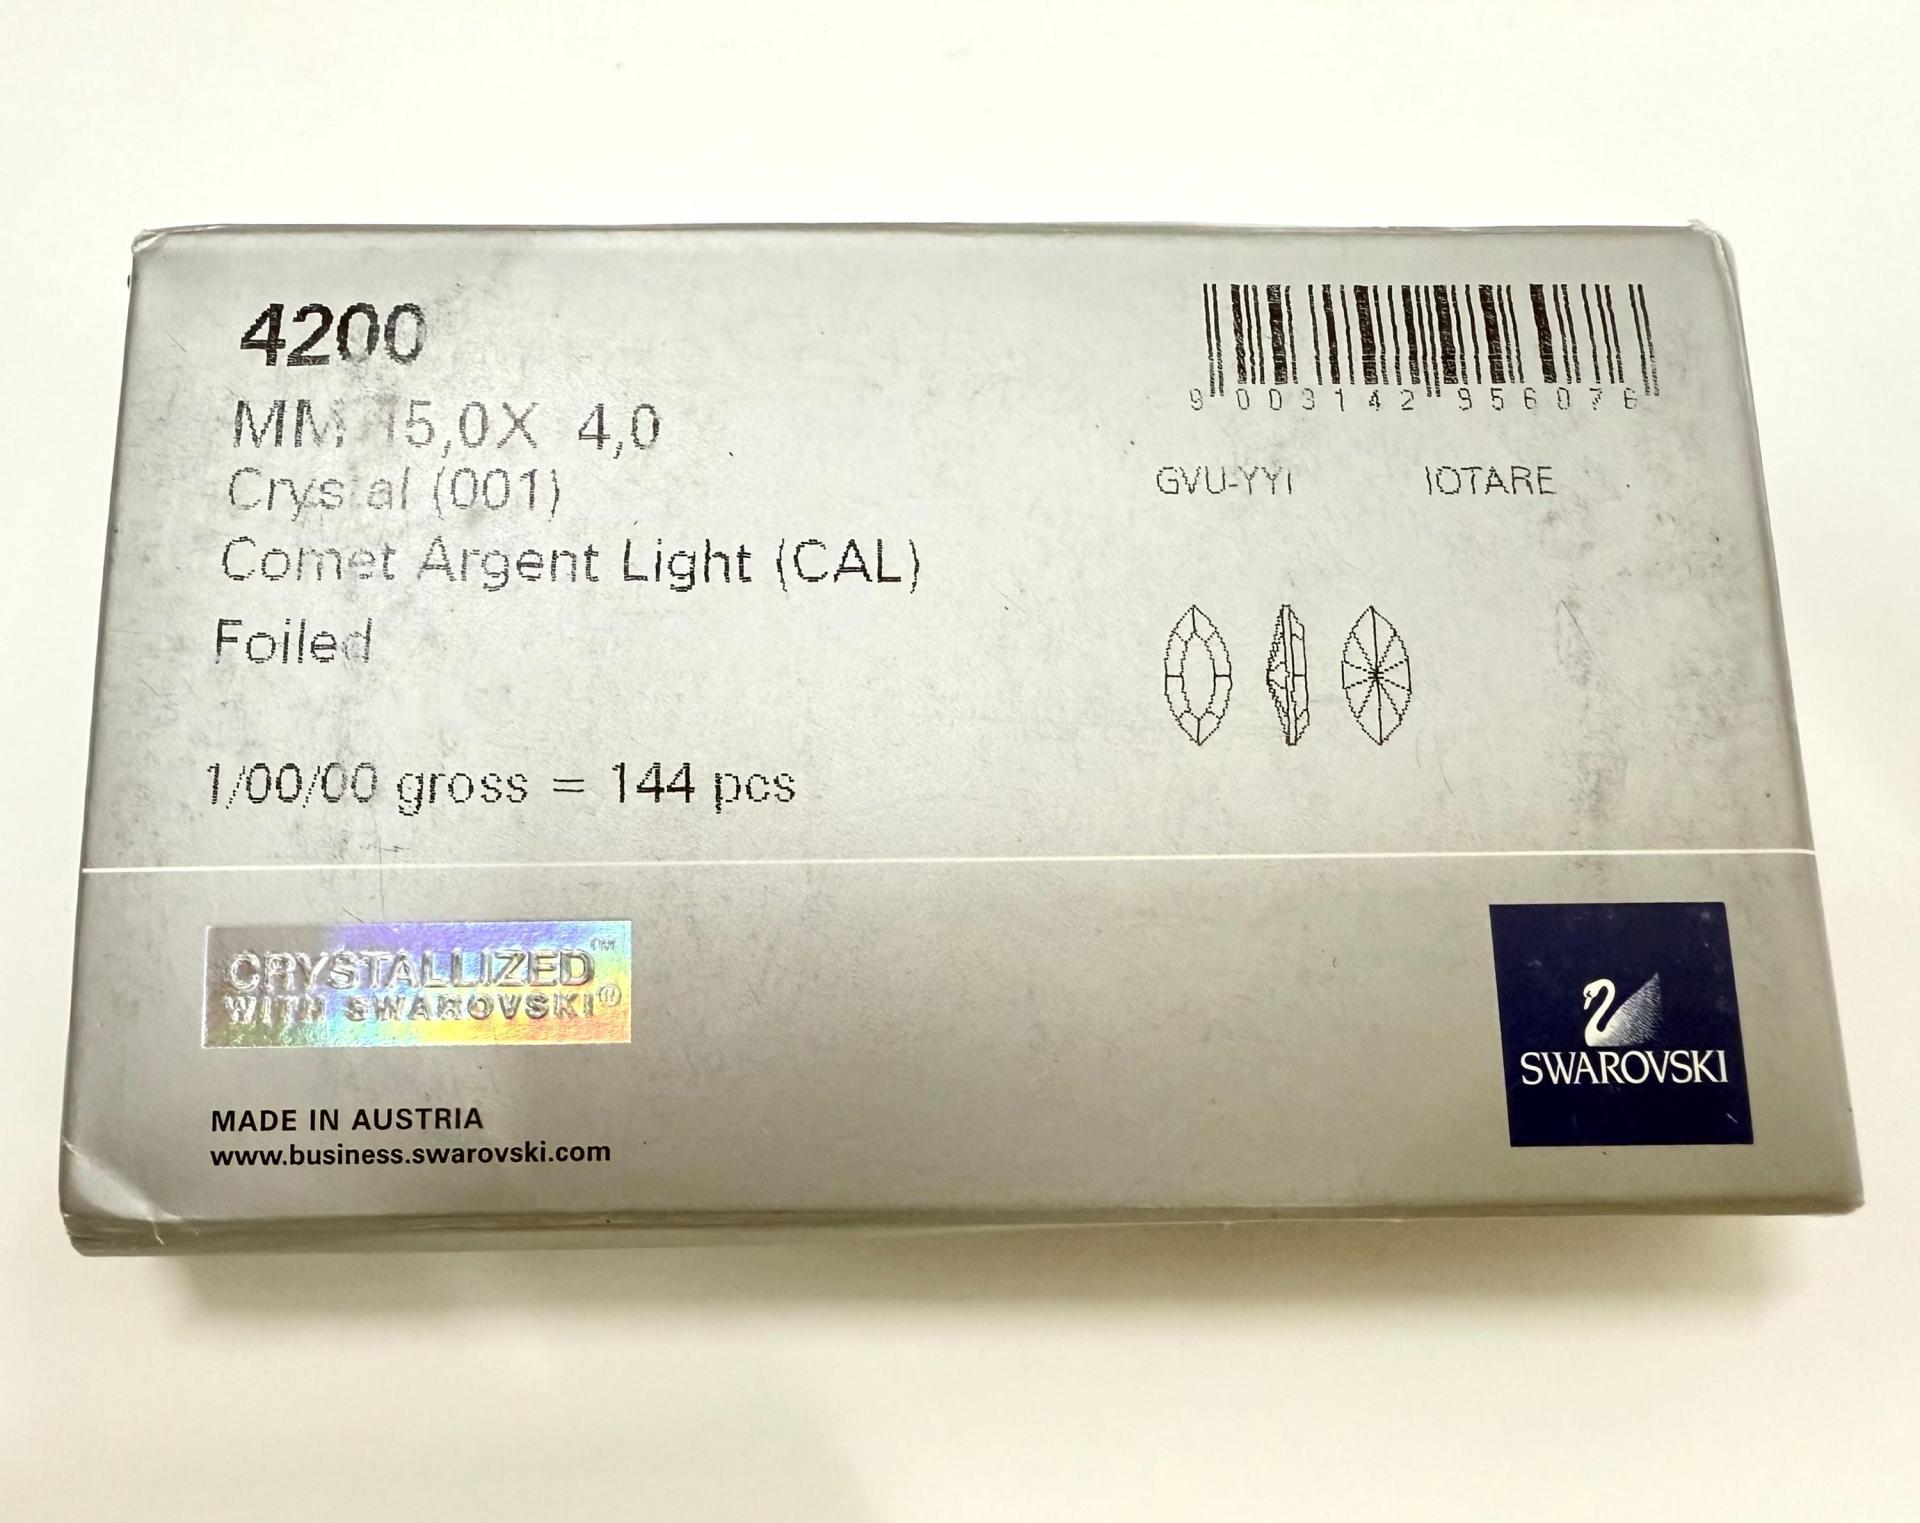 4200
MM 15,0X 4,0
Crystal (001)
Comet Argent Light (CAL)
Foiled
1/00/00 gross = 144 pcs
9 003142 956076
GVU-YYI IOTARE
CRYSTALLIZED™
WITH SWAROVSKI®
MADE IN AUSTRIA
www.business.swarovski.com
SWAROVSKI